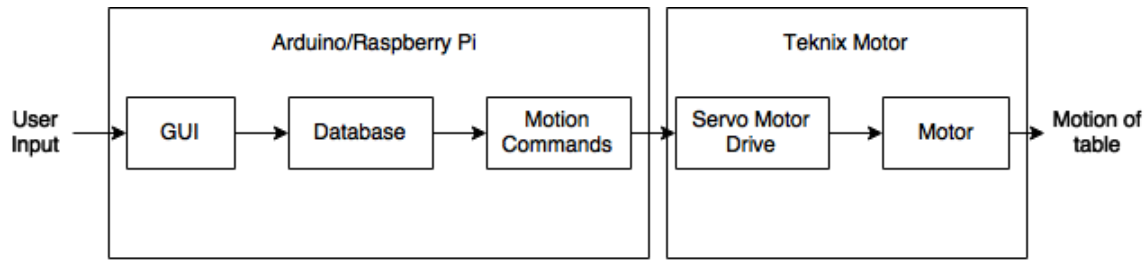 Arduino/Raspberry Pi
Teknix Motor
User
Input
GUI
Database
Motion
Commands
Servo Motor
Drive
Motor
Motion of
table